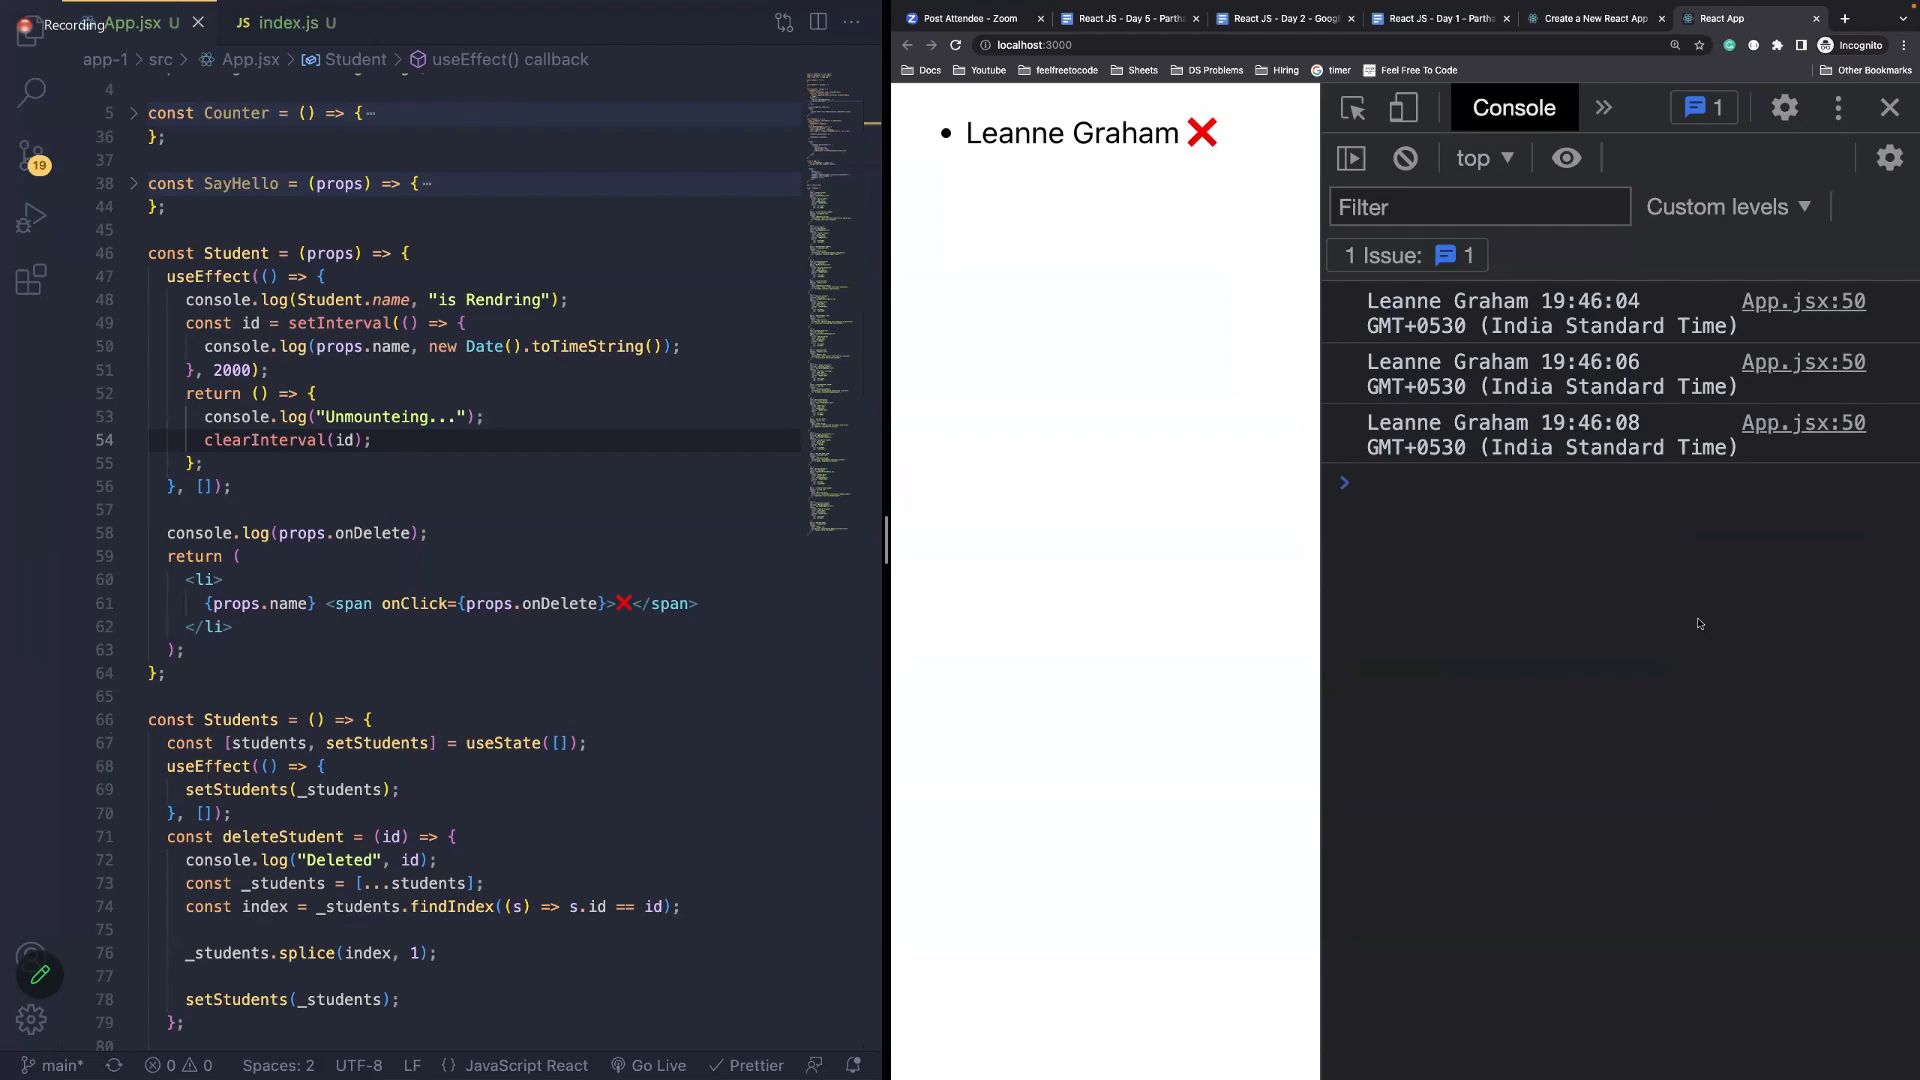 Recording
App.jsx U
index.js U
app-1 > src > App.jsx > Student > useEffect() callback
4
5 const Counter = () => {
36 };
37
38 const SayHello = (props) => {
44 };
45
46 const Student = (props) => {
47 useEffect(() => {
48 console.log(Student.name, "is Rendring");
49 const id = setInterval(() => {
50 console.log(props.name, new Date().toTimeString());
51 }, 2000);
52 return () => {
53 console.log("Unmounteing...");
54 clearInterval(id);
55 };
56 }, []);
57
58 console.log(props.onDelete);
59 return (
60 <li>
61 {props.name} <span onClick={props.onDelete}>❌</span>
62 </li>
63 );
64 };
65
66 const Students = () => {
67 const [students, setStudents] = useState([]);
68 useEffect(() => {
69 setStudents(_students);
70 }, []);
71 const deleteStudent = (id) => {
72 console.log("Deleted", id);
73 const _students = [...students];
74 const index = _students.findIndex((s) => s.id == id);
75
76 _students.splice(index, 1);
77
78 setStudents(_students);
79 };
80
19
main* 0 0 Spaces: 2 UTF-8 LF {} JavaScript React Go Live Prettier
Post Attendee - Zoom
React JS - Day 5 - Partha
React JS - Day 2 - Googl
React JS - Day 1 - Partha
Create a New React App
React App
localhost:3000
Incognito
Docs Youtube feelfreetocode Sheets DS Problems Hiring timer Feel Free To Code Other Bookmarks
• Leanne Graham ❌
Console » 1
top
Filter
Custom levels
1 Issue: 1
Leanne Graham 19:46:04 App.jsx:50
GMT+0530 (India Standard Time)
Leanne Graham 19:46:06 App.jsx:50
GMT+0530 (India Standard Time)
Leanne Graham 19:46:08 App.jsx:50
GMT+0530 (India Standard Time)